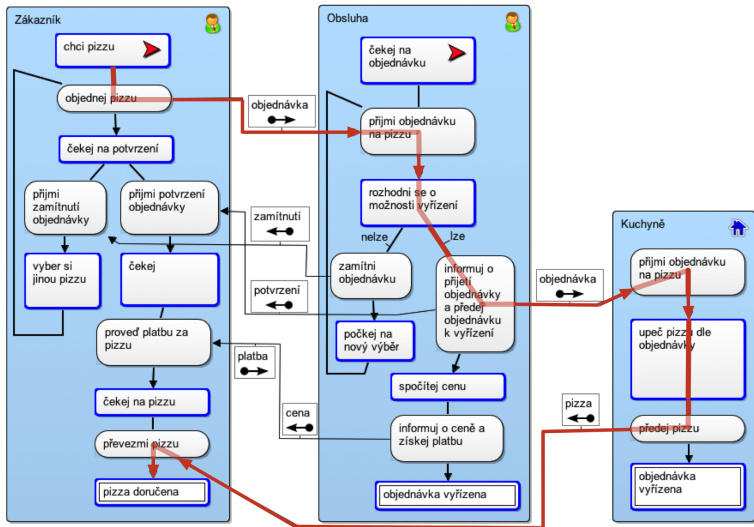 Zákazník
chci pizzu
objednej pizzu
čekej na potvrzení
přijmi
zamítnutí
objednávky
přijmi potvrzení
objednávky
vyber si
jinou pizzu
čekej
proveď platbu za
pizzu
čekej na pizzu
převezmi pizzu
pizza doručena
objednávka
zamítnutí
potvrzení
platba
cena
Obsluha
čekej na
objednávku
přijmi objednávku
na pizzu
rozhodni se o
možnosti vyřízení
nelze
lze
zamítni
objednávku
informuj o
přijetí
objednávky
a předej
objednávku
k vyřízení
počkej na
nový výběr
spočítej cenu
informuj o ceně a
získej platbu
objednávka vyřízena
objednávka
pizza
Kuchyně
přijmi objednávku
na pizzu
upeč pizzu dle
objednávky
předej pizzu
objednávka
vyřízena